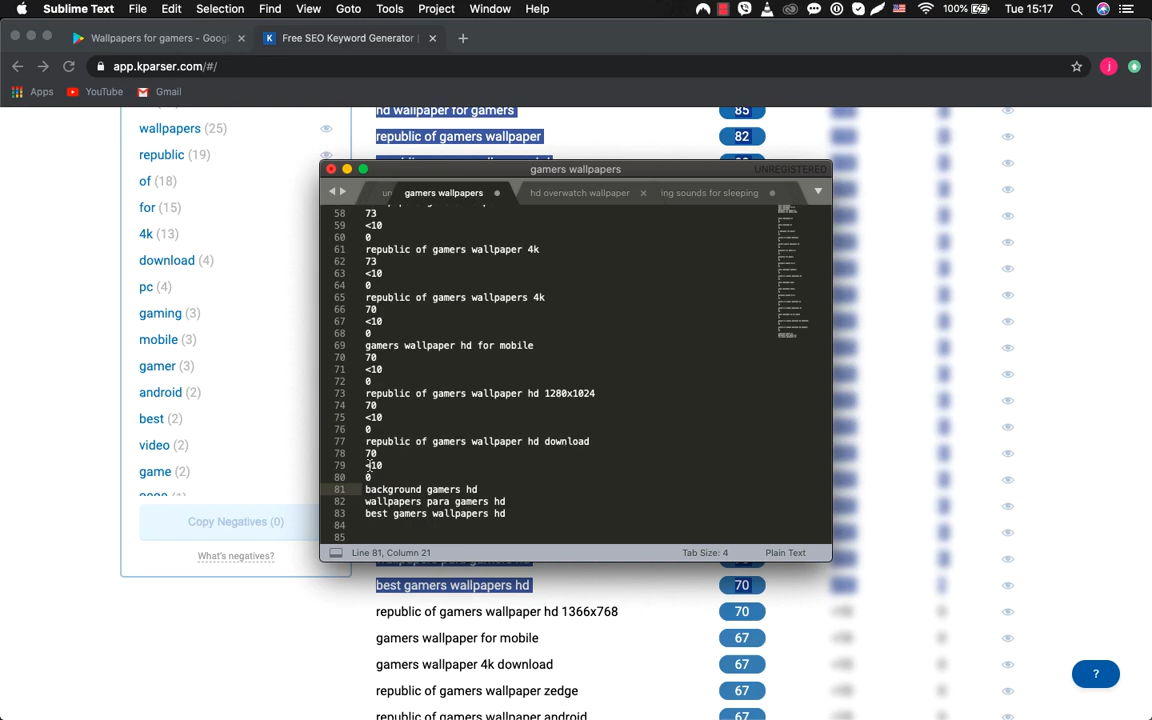 Sublime Text File Edit Selection Find View Goto Tools Project Window Help 100% Tue 15:17
Wallpapers for gamers - Goog
Free SEO Keyword Generator |
app.kparser.com/#/
Apps YouTube Gmail
hd wallpaper for gamers 85
wallpapers (25)
republic of gamers wallpaper 82
republic (19)
of (18)
for (15)
4k (13)
download (4)
pc (4)
gaming (3)
mobile (3)
gamer (3)
android (2)
best (2)
video (2)
game (2)
Copy Negatives (0)
What's negatives?
gamers wallpapers
UNREGISTERED
un gamers wallpapers hd overwatch wallpaper ing sounds for sleeping
58 73
59 <10
60 0
61 republic of gamers wallpaper 4k
62 73
63 <10
64 0
65 republic of gamers wallpapers 4k
66 70
67 <10
68 0
69 gamers wallpaper hd for mobile
70 70
71 <10
72 0
73 republic of gamers wallpaper hd 1280x1024
74 70
75 <10
76 0
77 republic of gamers wallpaper hd download
78 70
79 <10
80 0
81 background gamers hd
82 wallpapers para gamers hd
83 best gamers wallpapers hd
84
85
Line 81, Column 21 Tab Size: 4 Plain Text
best gamers wallpapers hd 70
republic of gamers wallpaper hd 1366x768 70
gamers wallpaper for mobile 67
gamers wallpaper 4k download 67
republic of gamers wallpaper zedge 67
republic of gamers wallpaper android 67
?